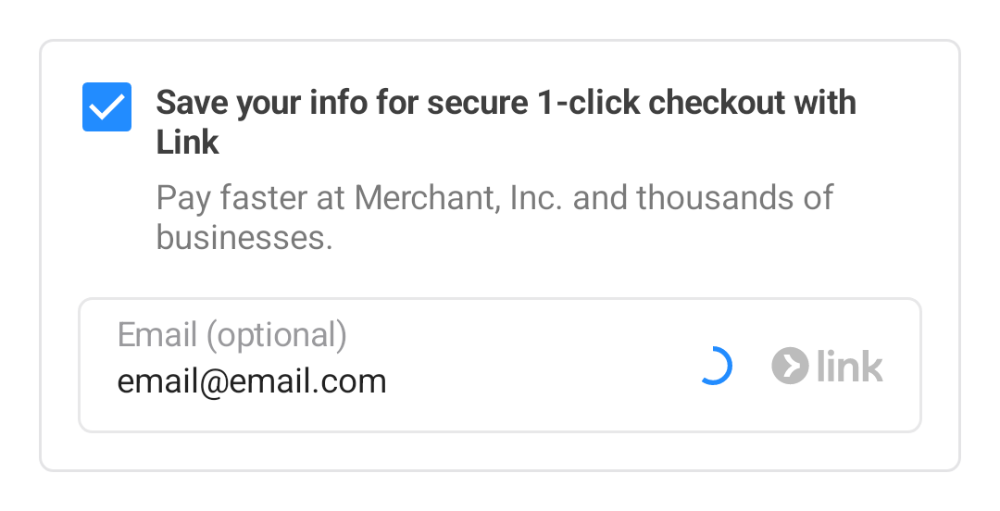 Save your info for secure 1-click checkout with
Link
Pay faster at Merchant, Inc. and thousands of
businesses.
Email (optional)
email@email.com
link